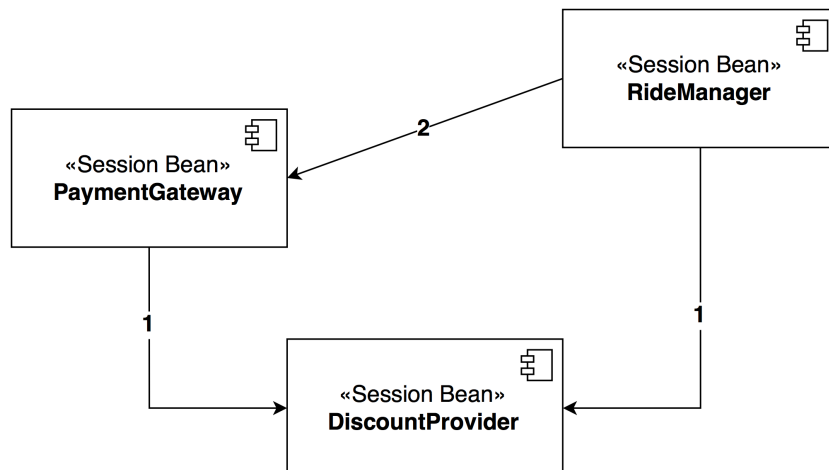 «Session Bean»
RideManager
2
«Session Bean»
PaymentGateway
1
1
«Session Bean»
DiscountProvider